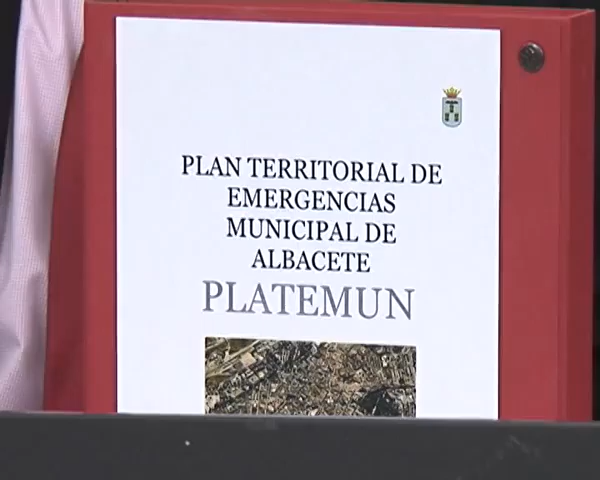 PLAN TERRITORIAL DE
EMERGENCIAS
MUNICIPAL DE
ALBACETE
PLATEMUN